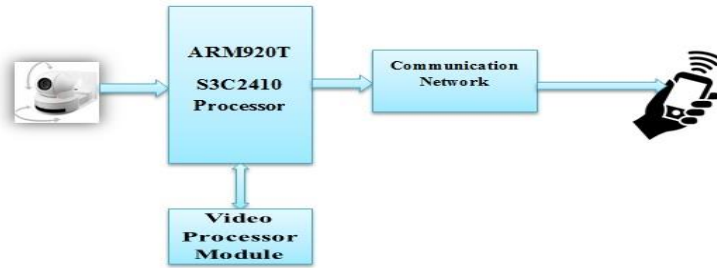 ARM920T
S3C2410
Processor
Communication
Network
Video
Processor
Module